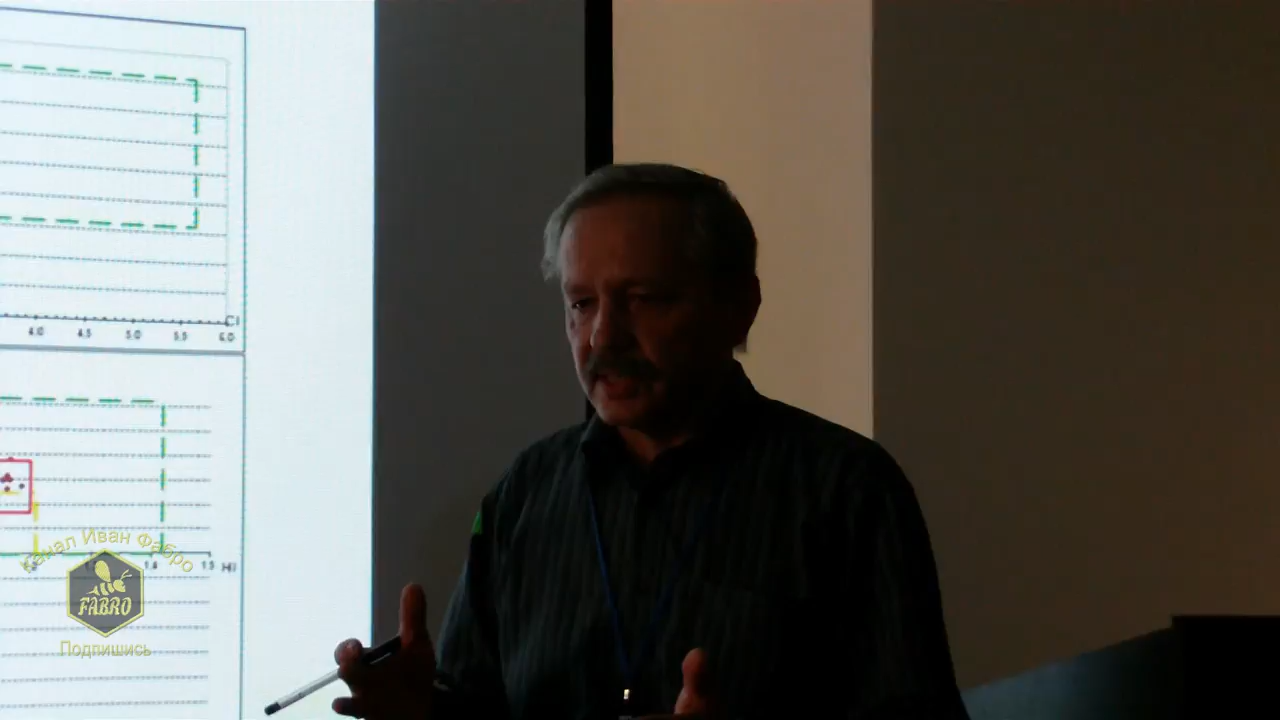 CI
4.0 4.5 5.0 5.5 6.0
1.4 1.5 HI
Канал Иван Фабро
FABRO
Подпишись